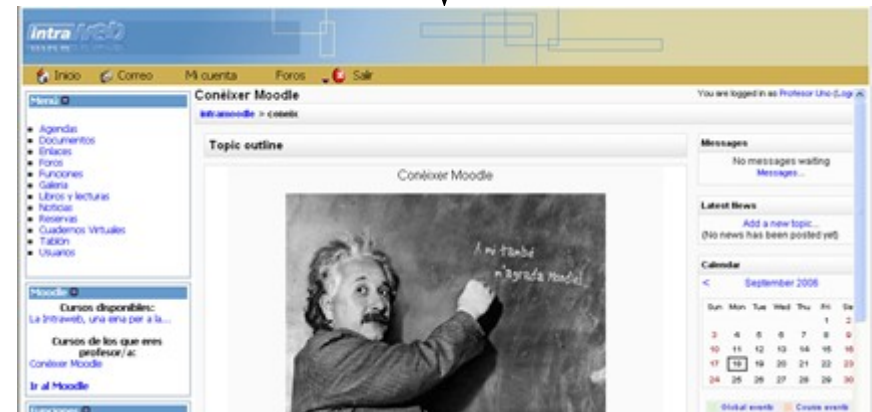 intra web
Inicio Correo Mi cuenta Foros Salir
Menú
Agendas
Documentos
Enlaces
Foros
Funciones
Galeria
Libros y lecturas
Noticias
Reservas
Cuadernos Virtuales
Tablón
Usuarios
Moodle
Cursos disponibles:
La Intraweb, una eina per a la...
Cursos de los que eres
profesor/a:
Conèixer Moodle
Ir al Moodle
Funciones
Conèixer Moodle
You are logged in as Profesor Uno
intramoodle > coneix
Topic outline
Conèixer Moodle
A mi també
m'agrada Moodle!
Messages
No messages waiting
Messages...
Latest News
Add a new topic...
(No news has been posted yet)
Calendar
< September 2006
Sun Mon Tue Wed Thu Fri
1 2
3 4 5 6 7 8 9
10 11 12 13 14 15 16
17 18 19 20 21 22 23
24 25 26 27 28 29 30
Global events Course events